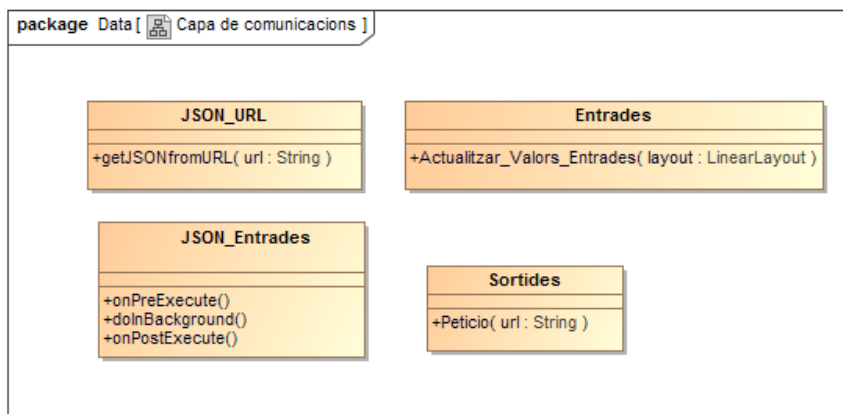 package Data [ Capa de comunicacions ]
JSON_URL
+getJSONfromURL( url : String )
Entrades
+Actualitzar_Valors_Entrades( layout : LinearLayout )
JSON_Entrades
+onPreExecute()
+doInBackground()
+onPostExecute()
Sortides
+Peticio( url : String )